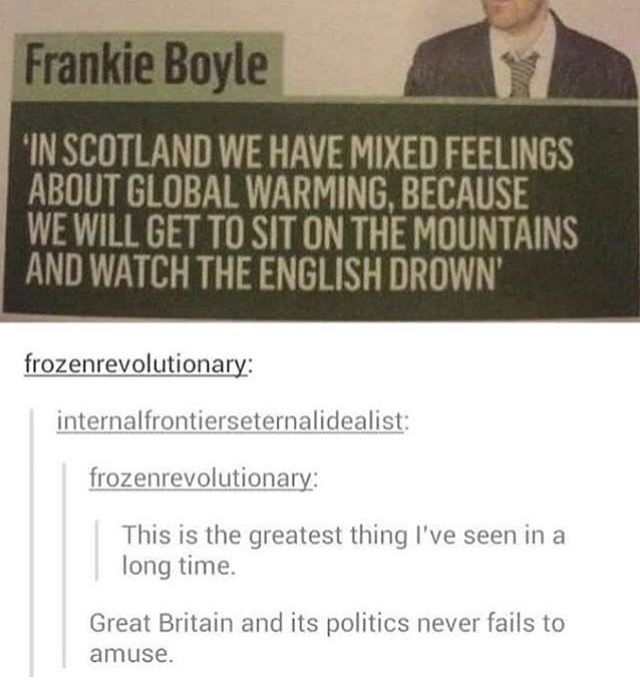 Frankie Boyle
'IN SCOTLAND WE HAVE MIXED FEELINGS
ABOUT GLOBAL WARMING, BECAUSE
WE WILL GET TO SIT ON THE MOUNTAINS
AND WATCH THE ENGLISH DROWN'
frozenrevolutionary:
internalfrontierseternalidealist:
frozenrevolutionary:
This is the greatest thing I've seen in a
long time.
Great Britain and its politics never fails to
amuse.